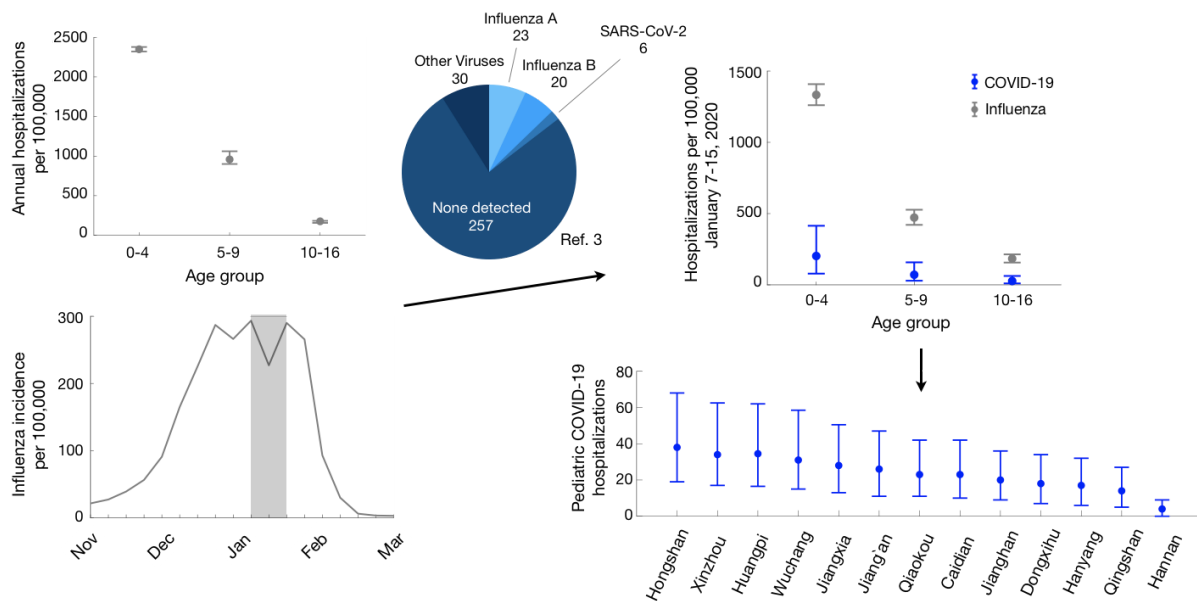 2500
2000
1500
1000
500
0
Annual hospitalizations
per 100,000
0-4
5-9
10-16
Age group
Influenza A
23
SARS-CoV-2
6
Other Viruses
30
Influenza B
20
None detected
257
Ref. 3
1500
1000
500
0
Hospitalizations per 100,000
January 7-15, 2020
COVID-19
Influenza
0-4
5-9
10-16
Age group
300
200
100
0
Influenza incidence
per 100,000
Nov
Dec
Jan
Feb
Mar
80
60
40
20
0
Pediatric COVID-19
hospitalizations
Hongshan
Xinzhou
Huangpi
Wuchang
Jiangxia
Jiang'an
Qiaokou
Caidian
Jianghan
Dongxihu
Hanyang
Qingshan
Hannan